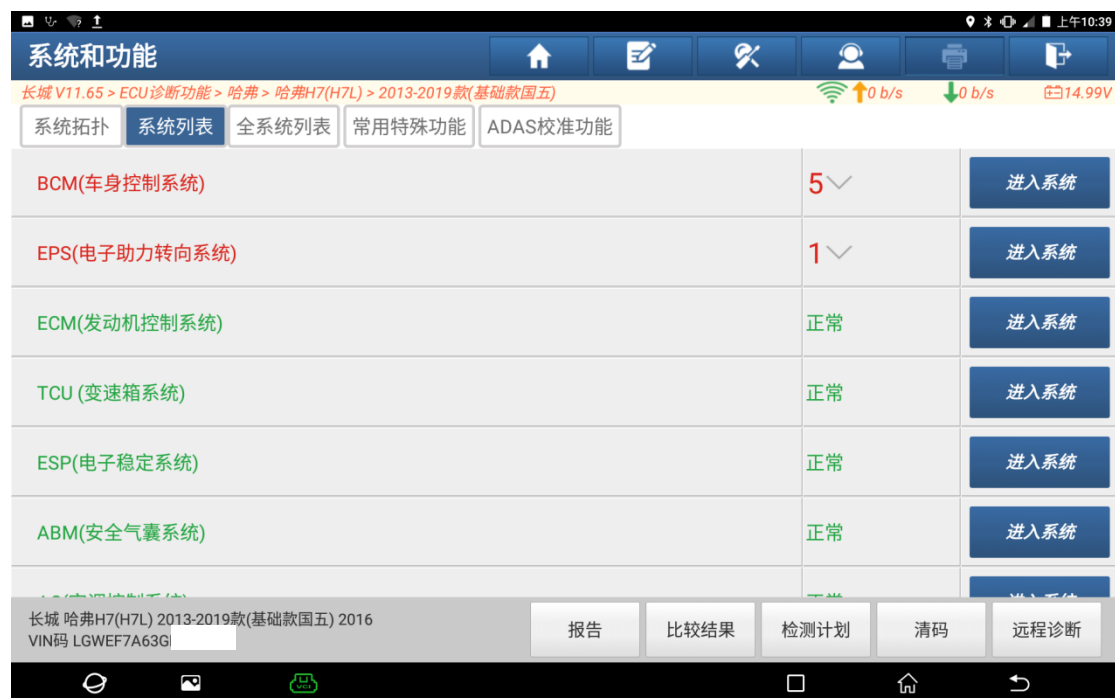 上午10:39
系统和功能
长城 V11.65 > ECU诊断功能 > 哈弗 > 哈弗H7(H7L) > 2013-2019款(基础款国五) 0 b/s 0 b/s 14.99V
系统拓扑 系统列表 全系统列表 常用特殊功能 ADAS校准功能
BCM(车身控制系统) 5 进入系统
EPS(电子助力转向系统) 1 进入系统
ECM(发动机控制系统) 正常 进入系统
TCU (变速箱系统) 正常 进入系统
ESP(电子稳定系统) 正常 进入系统
ABM(安全气囊系统) 正常 进入系统
长城 哈弗H7(H7L) 2013-2019款(基础款国五) 2016
VIN码 LGWEF7A63G
报告 比较结果 检测计划 清码 远程诊断
VCI